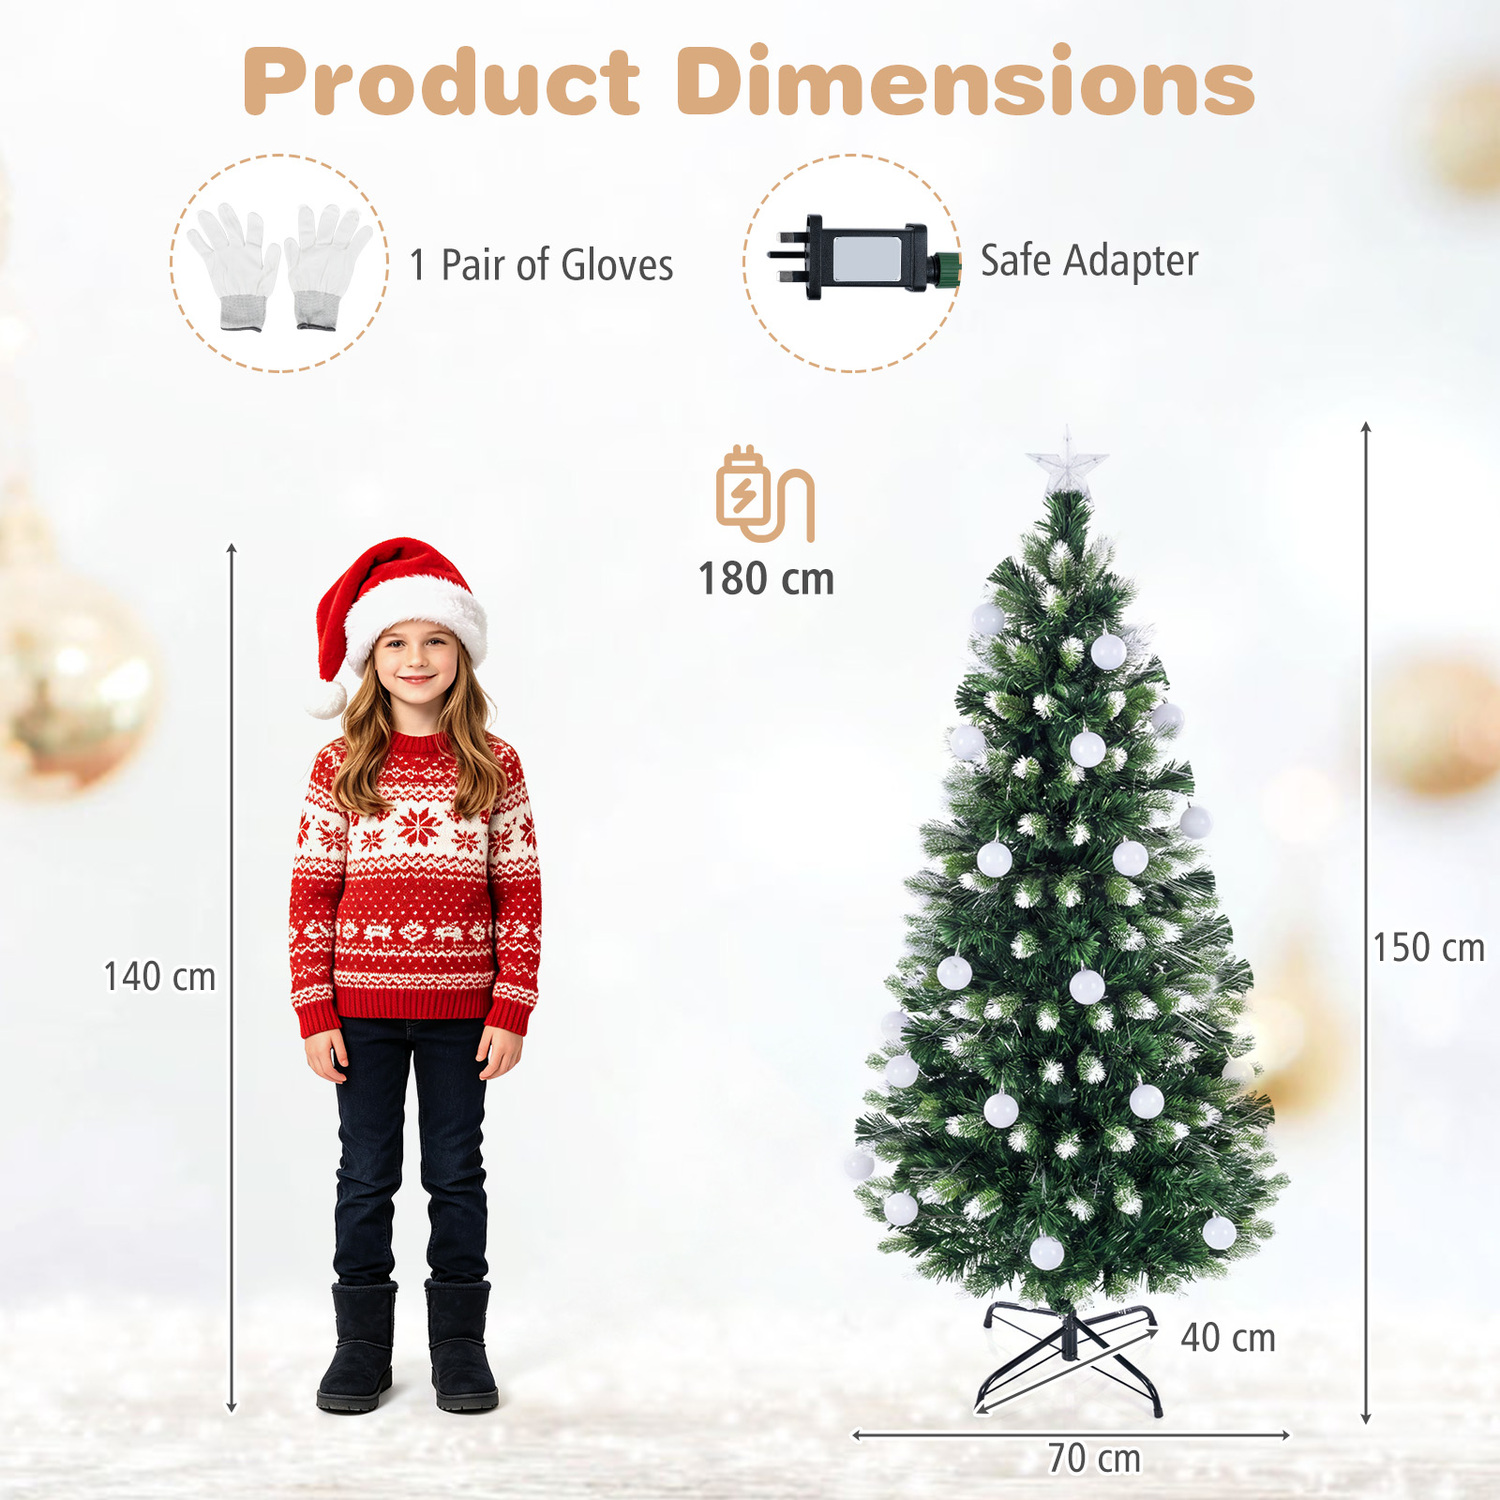 Product Dimensions
1 Pair of Gloves
Safe Adapter
180 cm
140 cm
150 cm
40 cm
70 cm